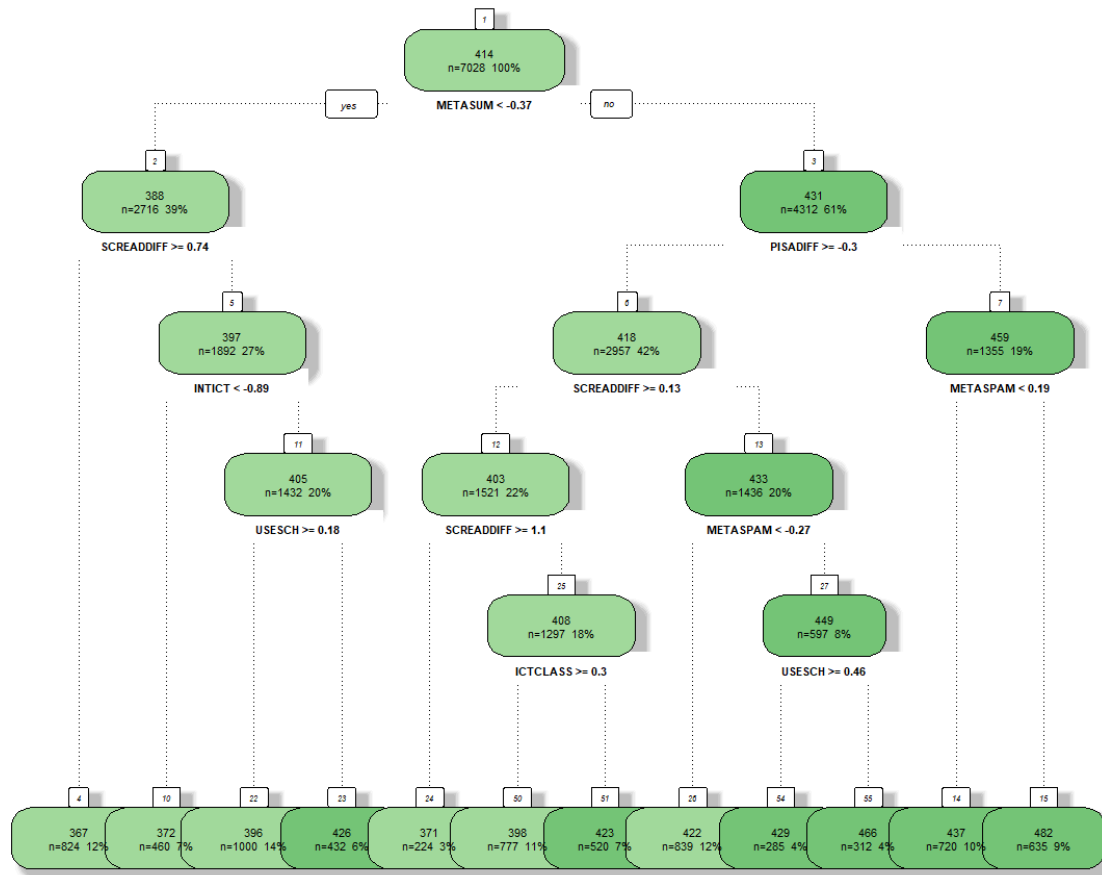 1
414
n=7028 100%
METASUM < -0.37
yes
no
2
388
n=2716 39%
SCREADDIFF >= 0.74
3
431
n=4312 61%
PISADIFF >= -0.3
5
397
n=1892 27%
INTICT < -0.89
6
418
n=2957 42%
SCREADDIFF >= 0.13
7
459
n=1355 19%
METASPAM < 0.19
11
405
n=1432 20%
USESCH >= 0.18
12
403
n=1521 22%
SCREADDIFF >= 1.1
13
433
n=1436 20%
METASPAM < -0.27
25
408
n=1297 18%
ICTCLASS >= 0.3
27
449
n=597 8%
USESCH >= 0.46
4
367
n=824 12%
10
372
n=460 7%
22
396
n=1000 14%
23
426
n=432 6%
24
371
n=224 3%
50
398
n=777 11%
51
423
n=520 7%
26
422
n=839 12%
54
429
n=285 4%
55
466
n=312 4%
14
437
n=720 10%
15
482
n=635 9%